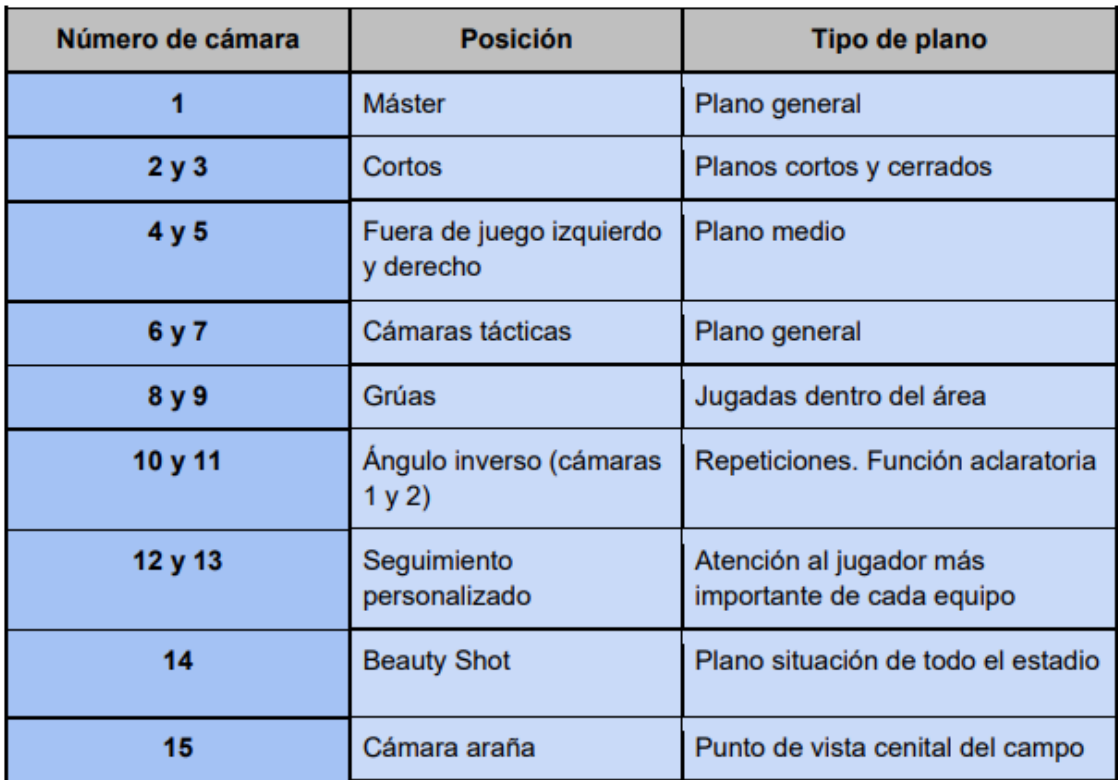 Número de cámara Posición Tipo de plano
1 Máster Plano general
2 y 3 Cortos Planos cortos y cerrados
4 y 5 Fuera de juego izquierdo Plano medio
y derecho
6 y 7 Cámaras tácticas Plano general
8 y 9 Grúas Jugadas dentro del área
10 y 11 Ángulo inverso (cámaras Repeticiones. Función aclaratoria
1 y 2)
12 y 13 Seguimiento Atención al jugador más
personalizado importante de cada equipo
14 Beauty Shot Plano situación de todo el estadio
15 Cámara araña Punto de vista cenital del campo